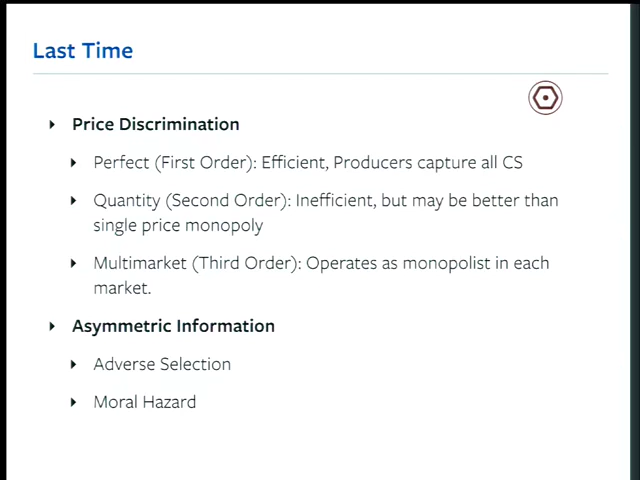 Last Time
Price Discrimination
Perfect (First Order): Efficient, Producers capture all CS
Quantity (Second Order): Inefficient, but may be better than
single price monopoly
Multimarket (Third Order): Operates as monopolist in each
market.
Asymmetric Information
Adverse Selection
Moral Hazard